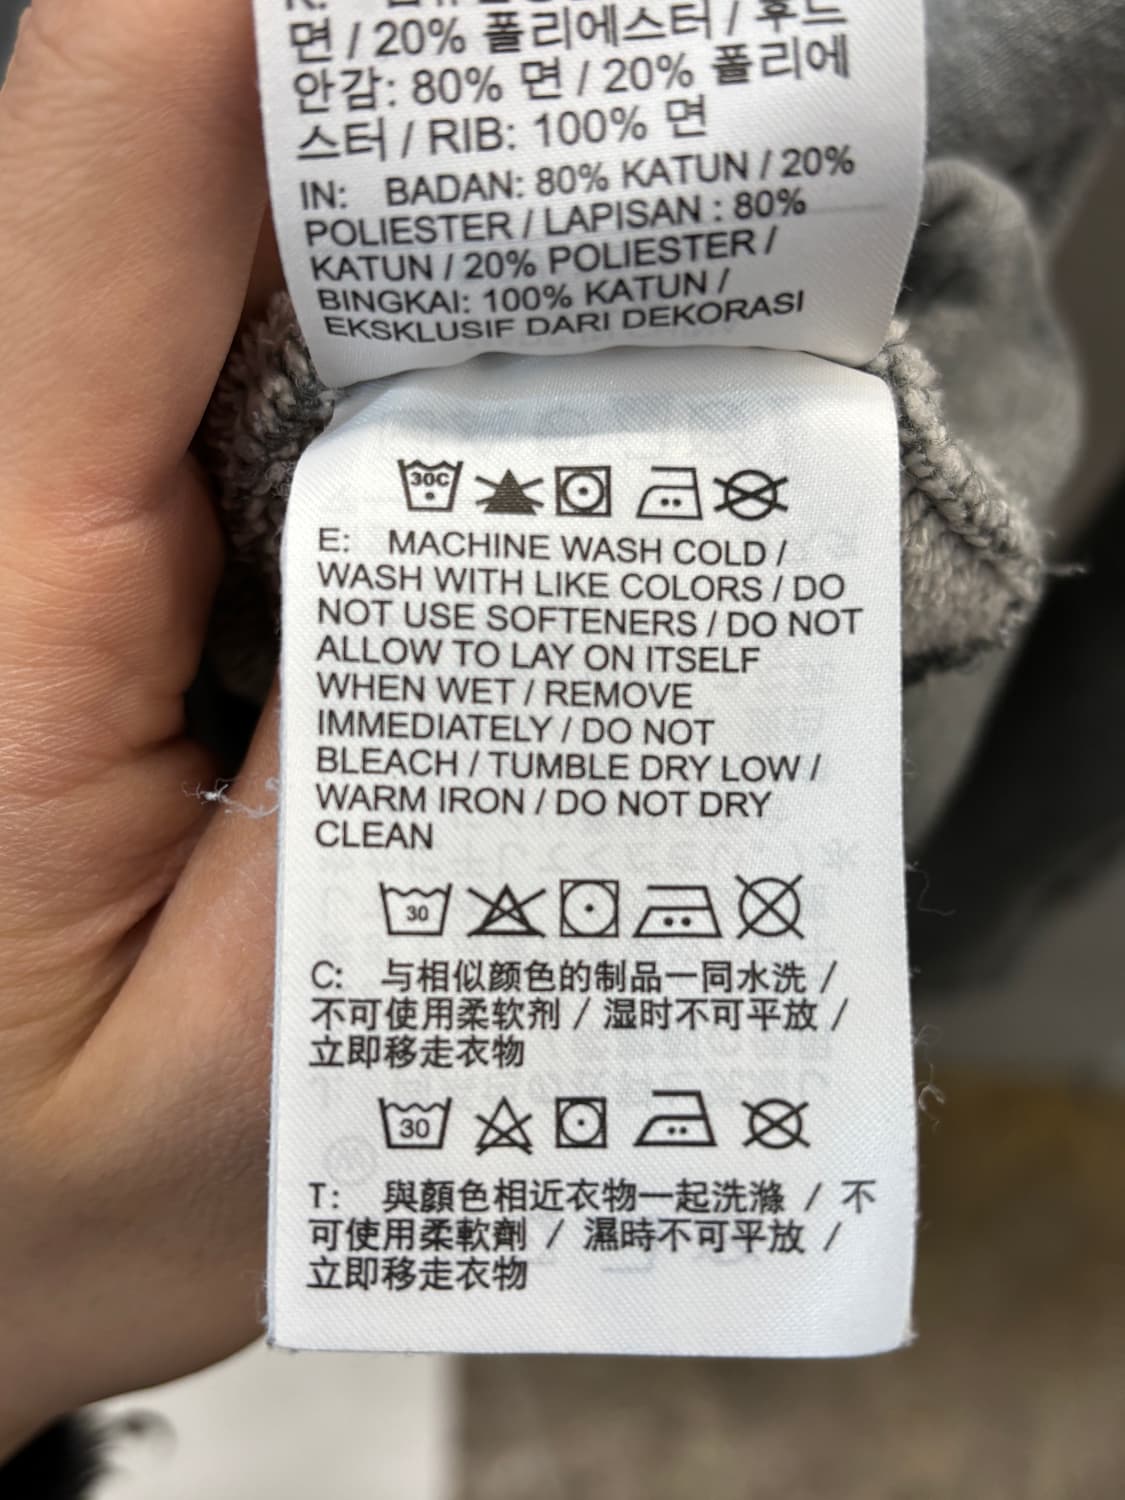 면 / 20% 폴리에스터 / 후드
안감: 80% 면 / 20% 폴리에
스터 / RIB: 100% 면
IN: BADAN: 80% KATUN / 20%
POLIESTER / LAPISAN : 80%
KATUN / 20% POLIESTER /
BINGKAI: 100% KATUN /
EKSKLUSIF DARI DEKORASI
30C
E: MACHINE WASH COLD /
WASH WITH LIKE COLORS / DO
NOT USE SOFTENERS / DO NOT
ALLOW TO LAY ON ITSELF
WHEN WET / REMOVE
IMMEDIATELY / DO NOT
BLEACH / TUMBLE DRY LOW /
WARM IRON / DO NOT DRY
CLEAN
30
C: 与相似颜色的制品一同水洗 /
不可使用柔软剂 / 湿时不可平放 /
立即移走衣物
30
T: 與顏色相近衣物一起洗滌 / 不
可使用柔軟劑 / 濕時不可平放 /
立即移走衣物